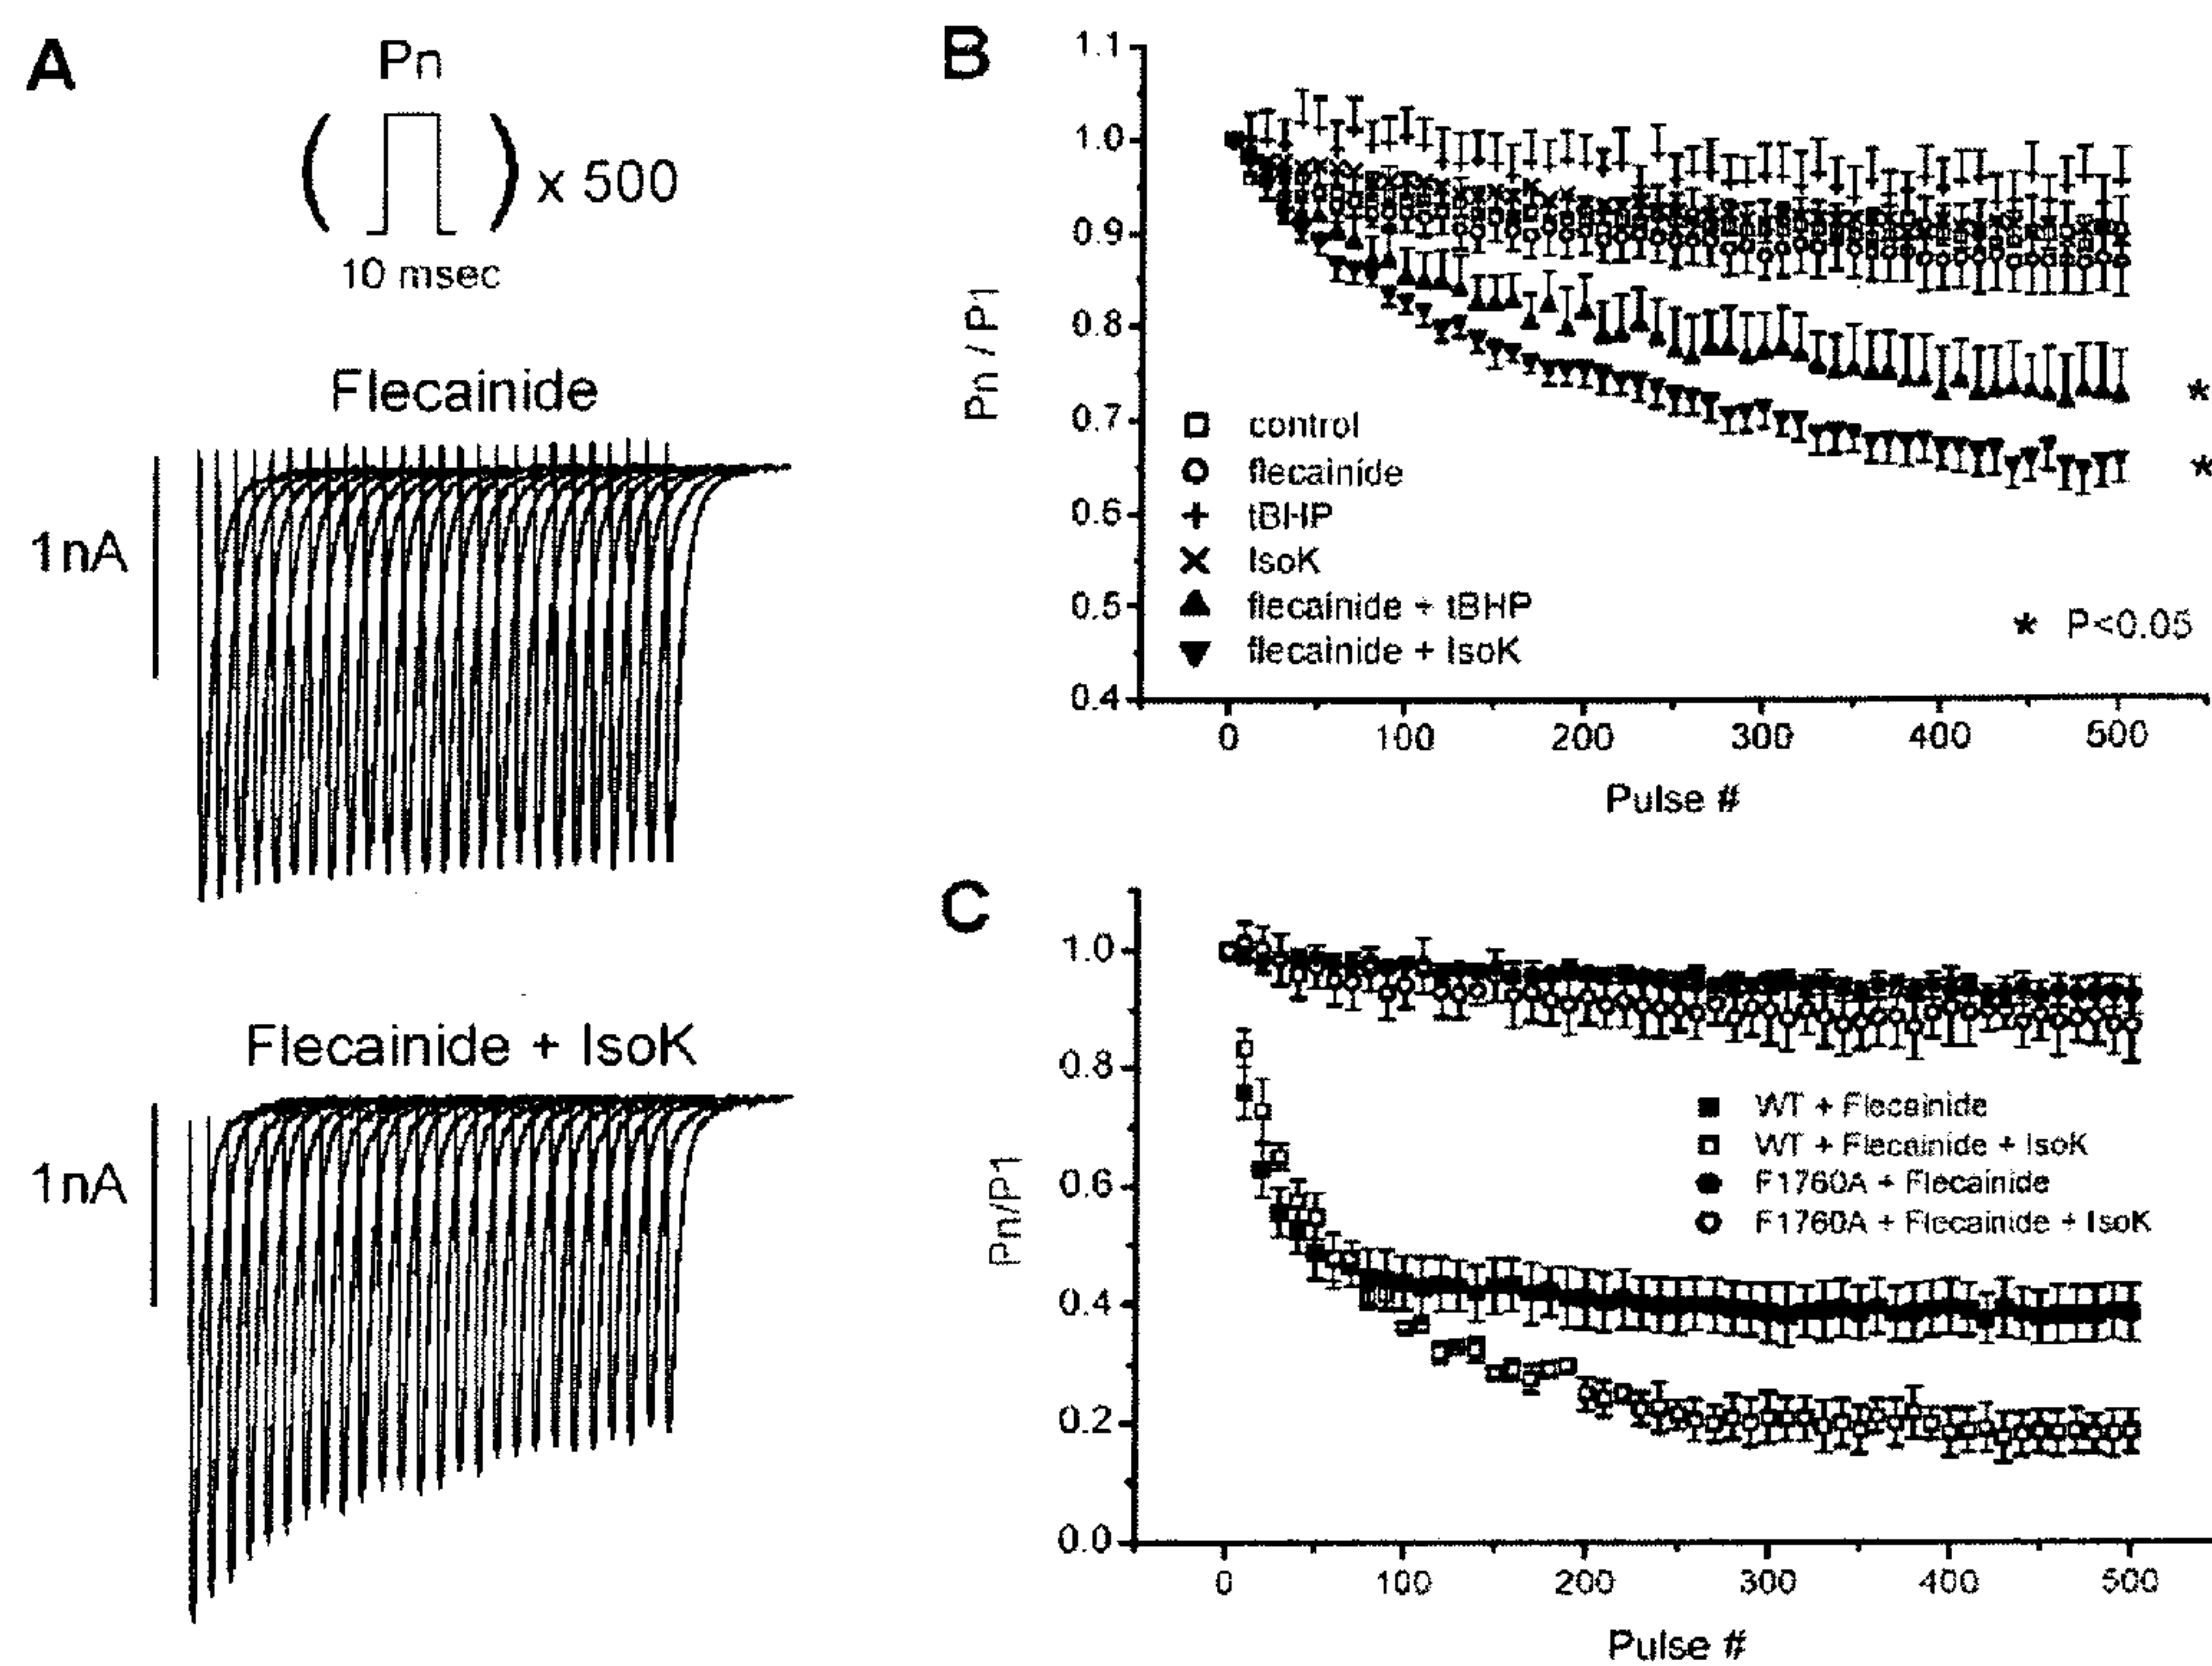 A
Pn
( ) x 500
10 msec
Flecainide
1nA
Flecainide + IsoK
1nA
B
1.1
1.0
0.9
0.8
0.7
0.6
0.5
0.4
Pn / P1
control
flecainide
tBHP
IsoK
flecainide + tBHP
flecainide + IsoK
*
*
* P<0.05
0 100 200 300 400 500
Pulse #
C
1.0
0.8
0.6
0.4
0.2
0.0
Pn/P1
WT + Flecainide
WT + Flecainide + IsoK
F1760A + Flecainide
F1760A + Flecainide + IsoK
0 100 200 300 400 500
Pulse #